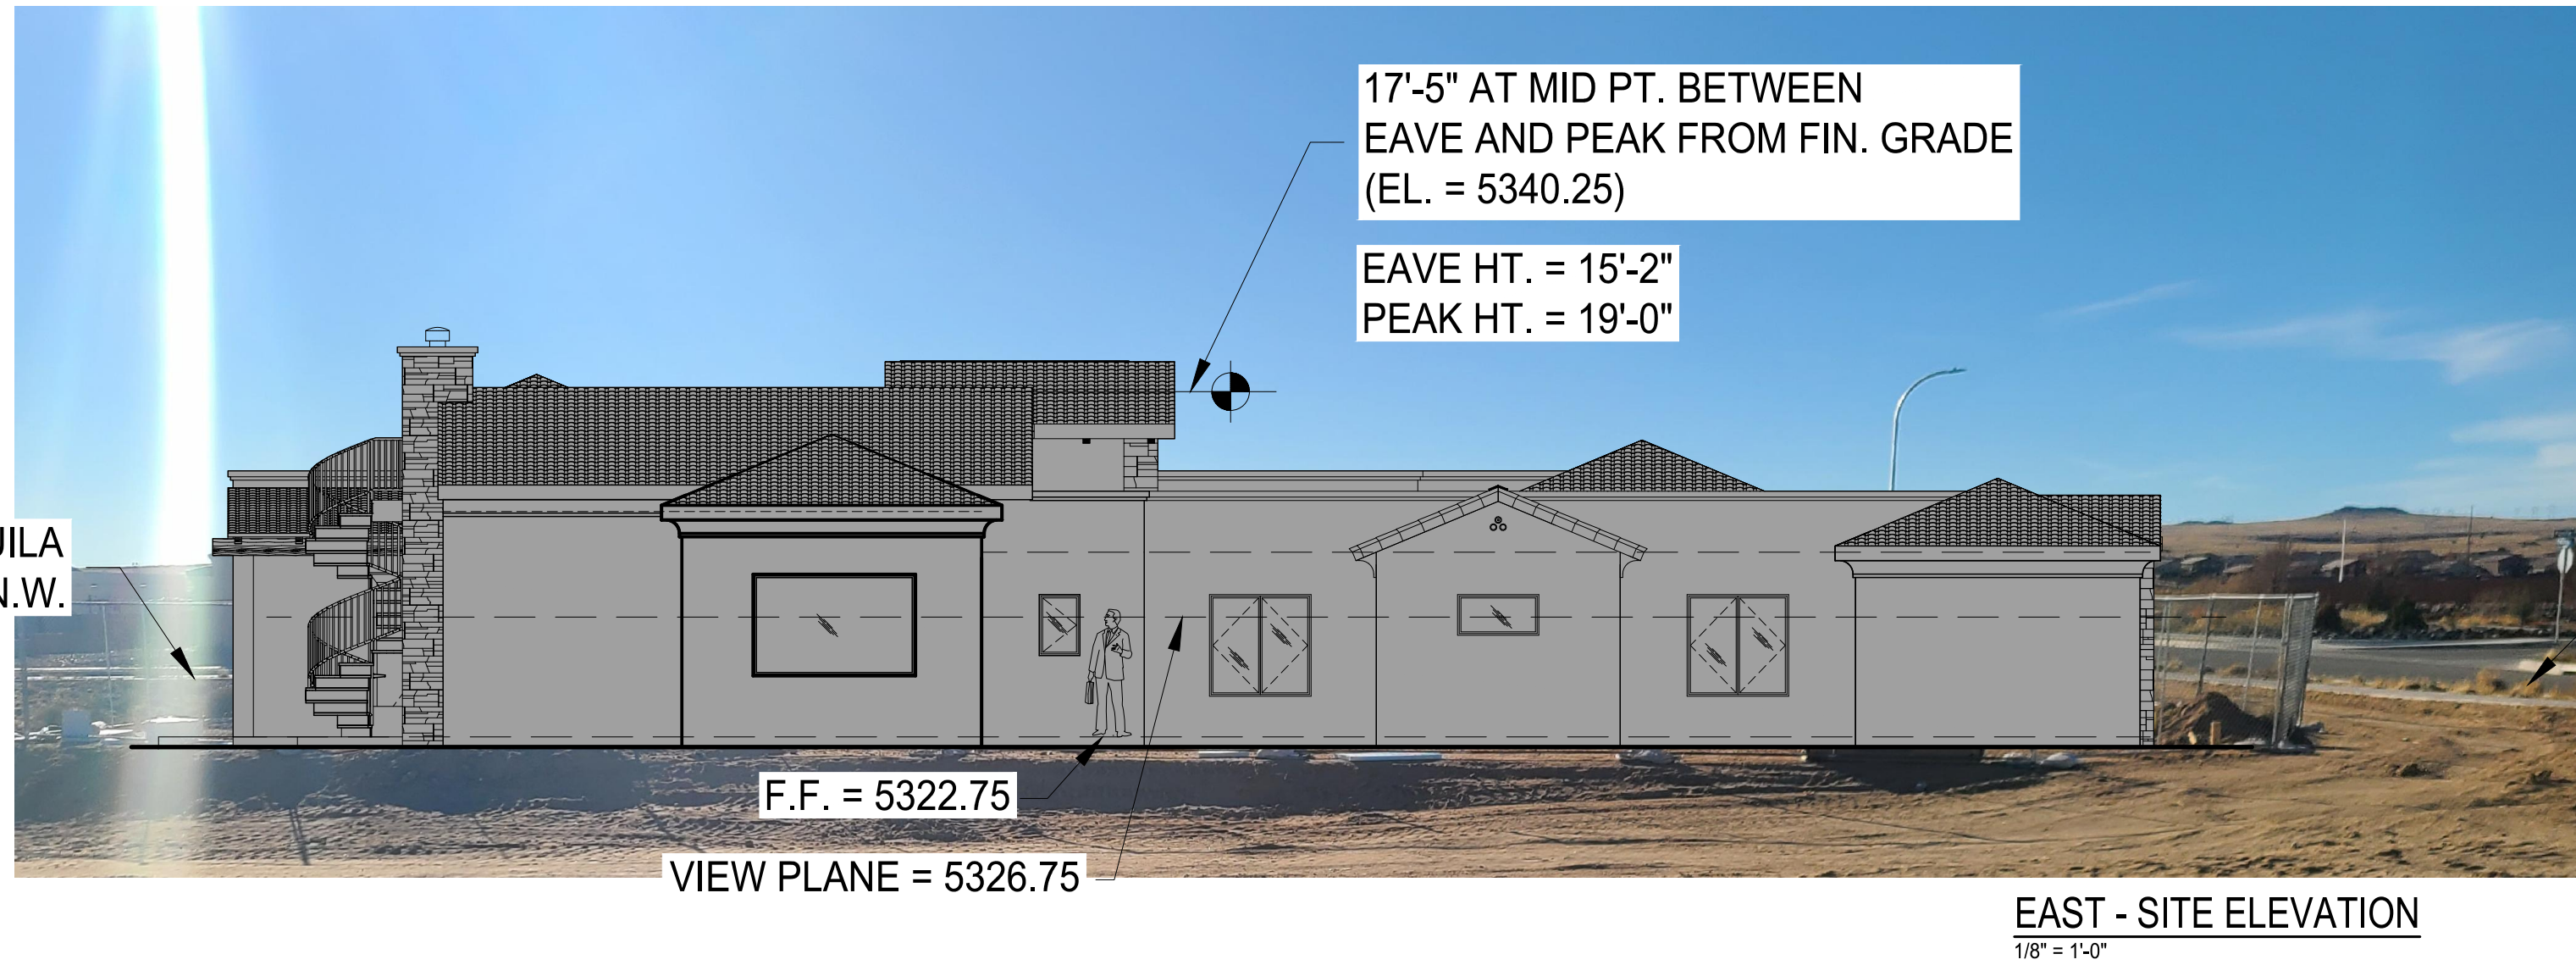 17'-5" AT MID PT. BETWEEN
EAVE AND PEAK FROM FIN. GRADE
(EL. = 5340.25)
EAVE HT. = 15'-2"
PEAK HT. = 19'-0"
N.W.
F.F. = 5322.75
VIEW PLANE = 5326.75
EAST - SITE ELEVATION
1/8" = 1'-0"